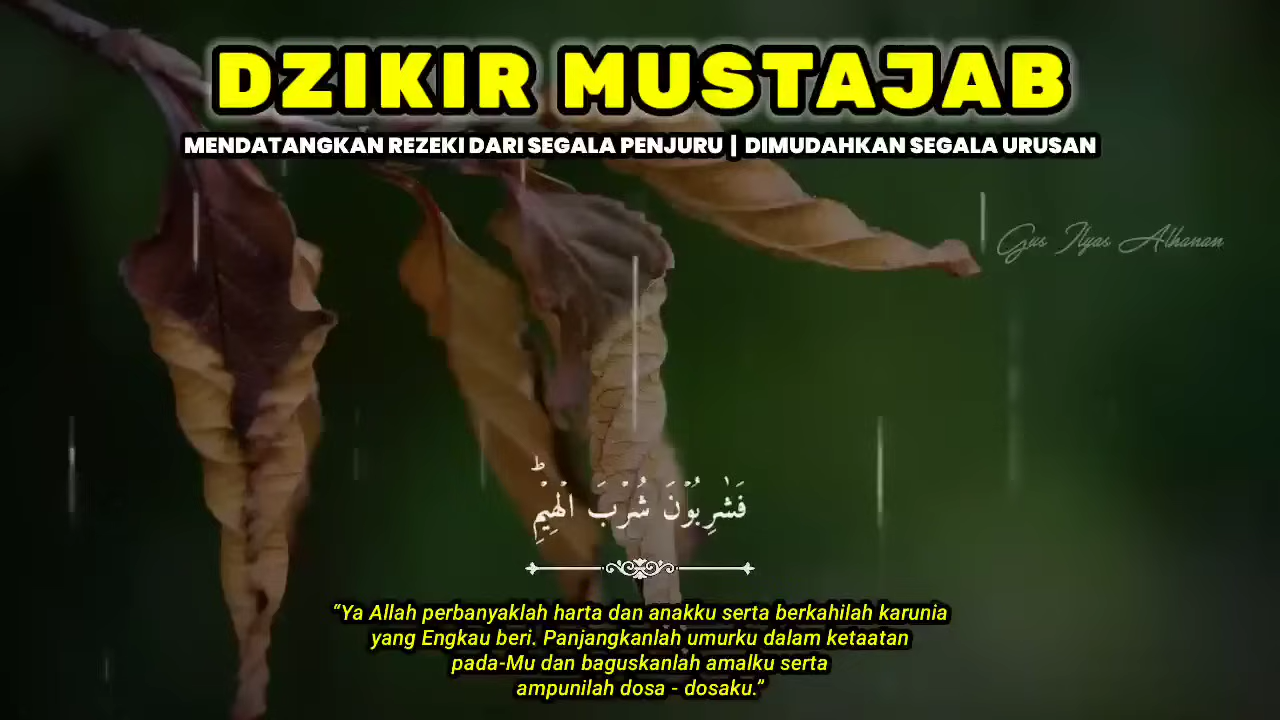 DZIKIR MUSTAJAB
MENDATANGKAN REZEKI DARI SEGALA PENJURU | DIMUDAHKAN SEGALA URUSAN
Gus Ilyas Alhanan
فَشٰرِبُوْنَ شُرْبَ الْهِيْمِۗ
“Ya Allah perbanyaklah harta dan anakku serta berkahilah karunia
yang Engkau beri. Panjangkanlah umurku dalam ketaatan
pada-Mu dan baguskanlah amalku serta
ampunilah dosa - dosaku.”